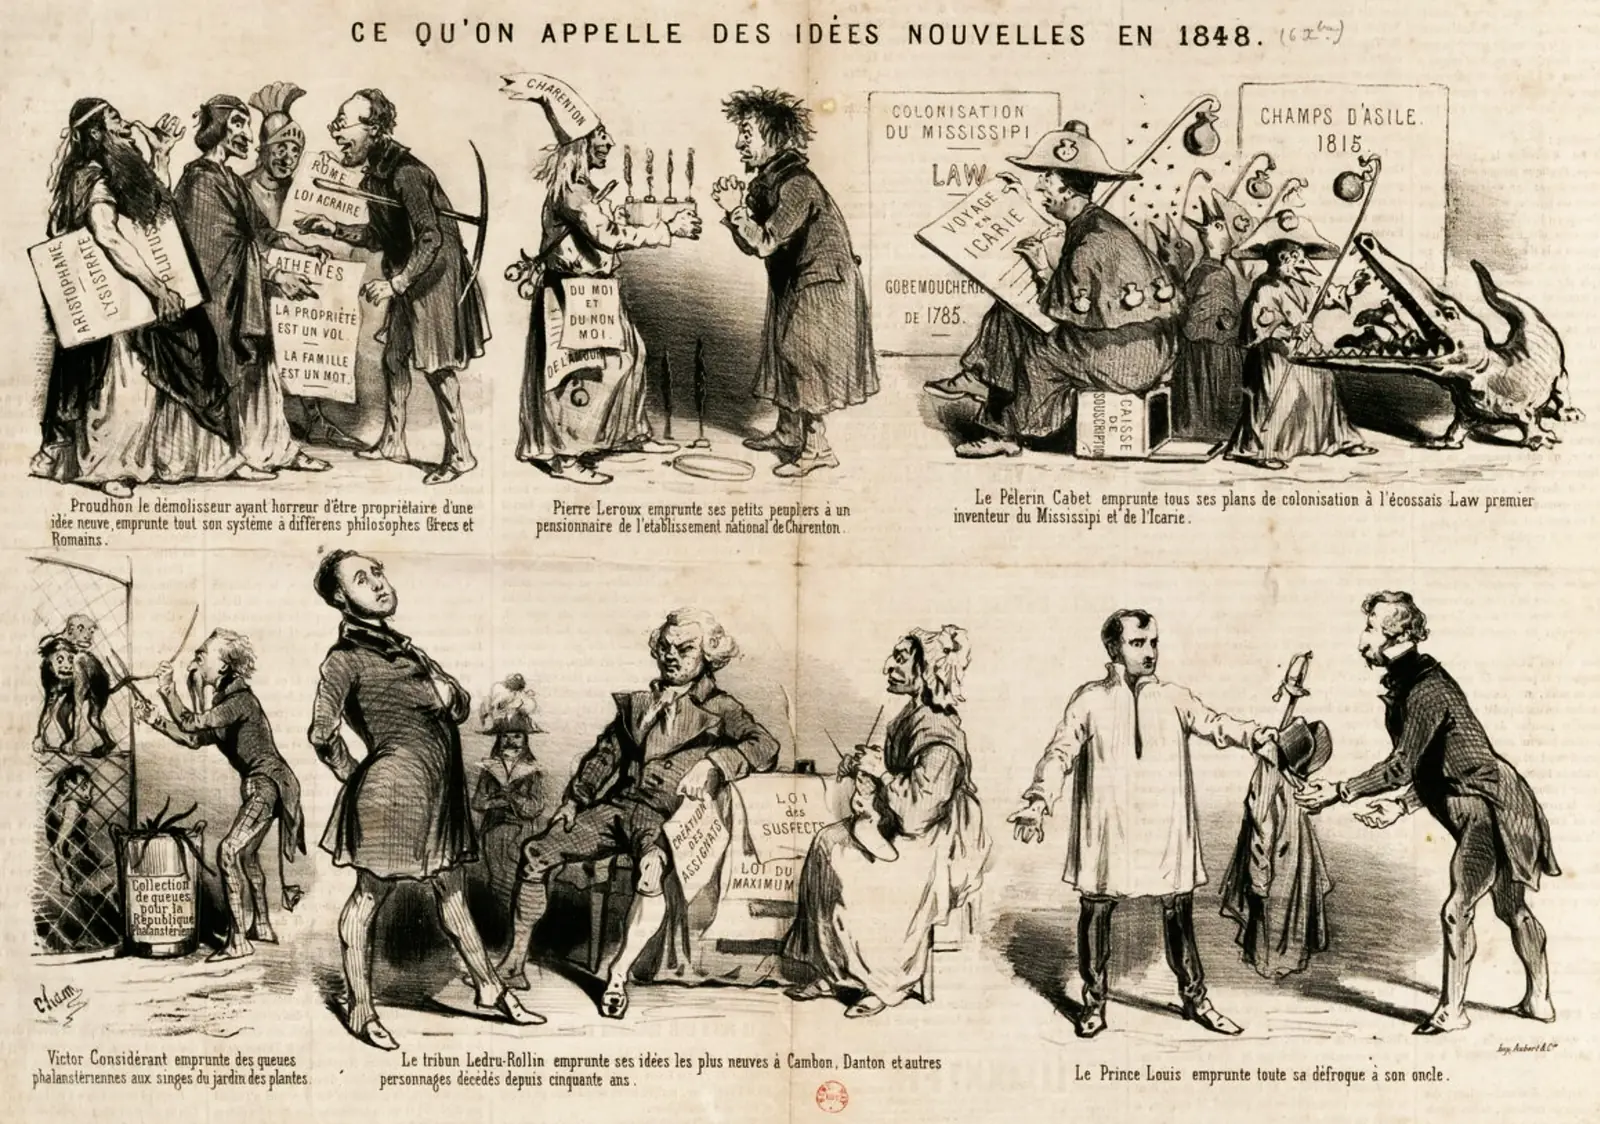 CE QU'ON APPELLE DES IDÉES NOUVELLES EN 1848.
ARISTOPHANE
LYSISTRATE
PLUTUS
ROME
LOI AGRAIRE
ATHÈNES
LA PROPRIÉTÉ
EST UN VOL.
LA FAMILLE
EST UN MOT.
Proudhon le démolisseur ayant horreur d'être propriétaire d'une
idée neuve, emprunte tout son système à différens philosophes Grecs et
Romains.
CHARENTON
DU MOI
ET
DU NON
MOI.
DE L'AMOUR
Pierre Leroux emprunte ses petits peupliers à un
pensionnaire de l'établissement national de Charenton.
COLONISATION
DU MISSISSIPI
LAW
GOBEMOUCHERIE
DE 1785.
VOYAGE
EN
ICARIE
CAISSE
DE
SOUSCRIPTION
CHAMPS D'ASILE.
1815.
Le Pélerin Cabet emprunte tous ses plans de colonisation à l'écossais Law premier
inventeur du Mississipi et de l'Icarie.
Collection
de queues
pour la
République
Phalanstérienne
Cham
Victor Considérant emprunte des queues
phalanstériennes aux singes du jardin des plantes.
CRÉATION
DES
ASSIGNATS
LOI
des
SUSPECTS
LOI DU
MAXIMUM
Le tribun Ledru-Rollin emprunte ses idées les plus neuves à Cambon, Danton et autres
personnages décédés depuis cinquante ans.
Imp. Aubert & Cie
Le Prince Louis emprunte toute sa défroque à son oncle.